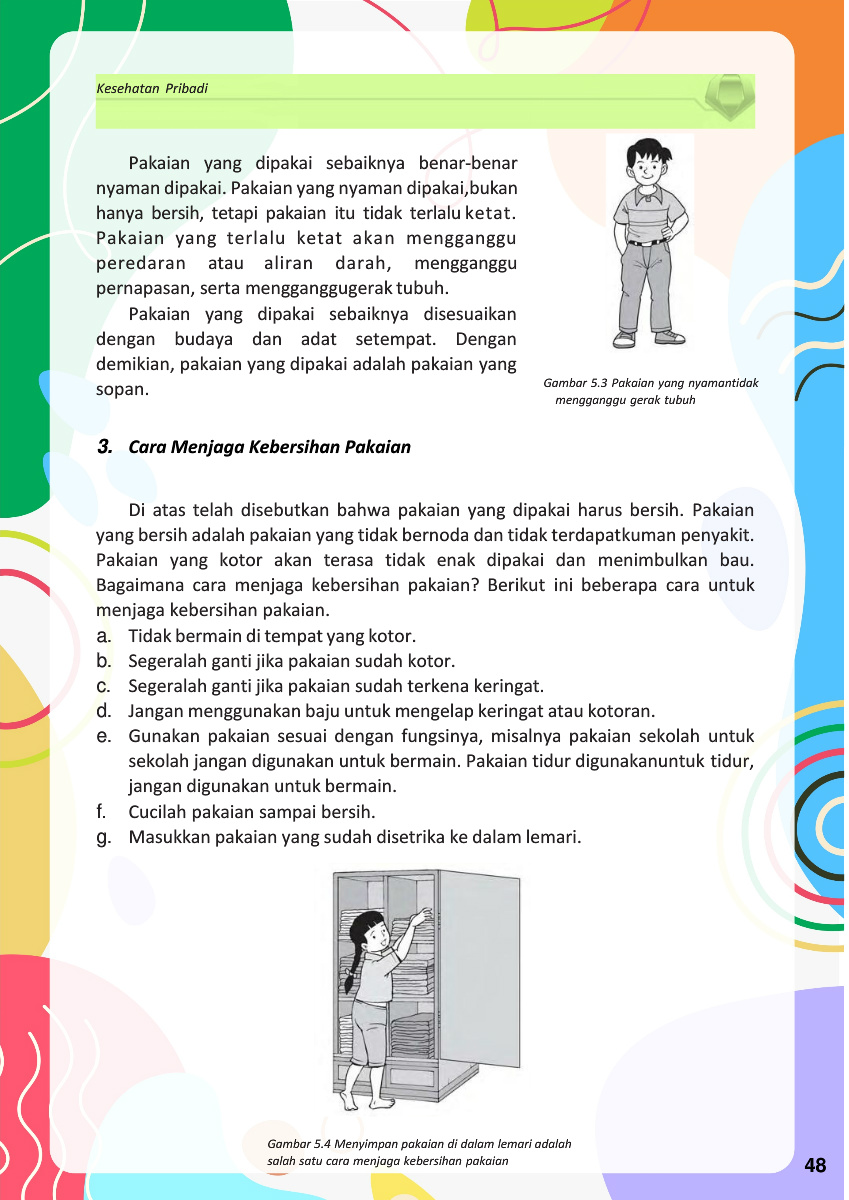 Kesehatan Pribadi
Pakaian yang dipakai sebaiknya benar-benar
nyaman dipakai. Pakaian yang nyaman dipakai,bukan
hanya bersih, tetapi pakaian itu tidak terlalu ketat.
Pakaian yang terlalu ketat akan mengganggu
peredaran atau aliran darah, mengganggu
pernapasan, serta mengganggugerak tubuh.
Pakaian yang dipakai sebaiknya disesuaikan
dengan budaya dan adat setempat. Dengan
demikian, pakaian yang dipakai adalah pakaian yang
sopan.
Gambar 5.3 Pakaian yang nyamantidak
mengganggu gerak tubuh
3. Cara Menjaga Kebersihan Pakaian
Di atas telah disebutkan bahwa pakaian yang dipakai harus bersih. Pakaian
yang bersih adalah pakaian yang tidak bernoda dan tidak terdapatkuman penyakit.
Pakaian yang kotor akan terasa tidak enak dipakai dan menimbulkan bau.
Bagaimana cara menjaga kebersihan pakaian? Berikut ini beberapa cara untuk
menjaga kebersihan pakaian.
a. Tidak bermain di tempat yang kotor.
b. Segeralah ganti jika pakaian sudah kotor.
c. Segeralah ganti jika pakaian sudah terkena keringat.
d. Jangan menggunakan baju untuk mengelap keringat atau kotoran.
e. Gunakan pakaian sesuai dengan fungsinya, misalnya pakaian sekolah untuk
sekolah jangan digunakan untuk bermain. Pakaian tidur digunakanuntuk tidur,
jangan digunakan untuk bermain.
f. Cucilah pakaian sampai bersih.
g. Masukkan pakaian yang sudah disetrika ke dalam lemari.
Gambar 5.4 Menyimpan pakaian di dalam lemari adalah
salah satu cara menjaga kebersihan pakaian
48